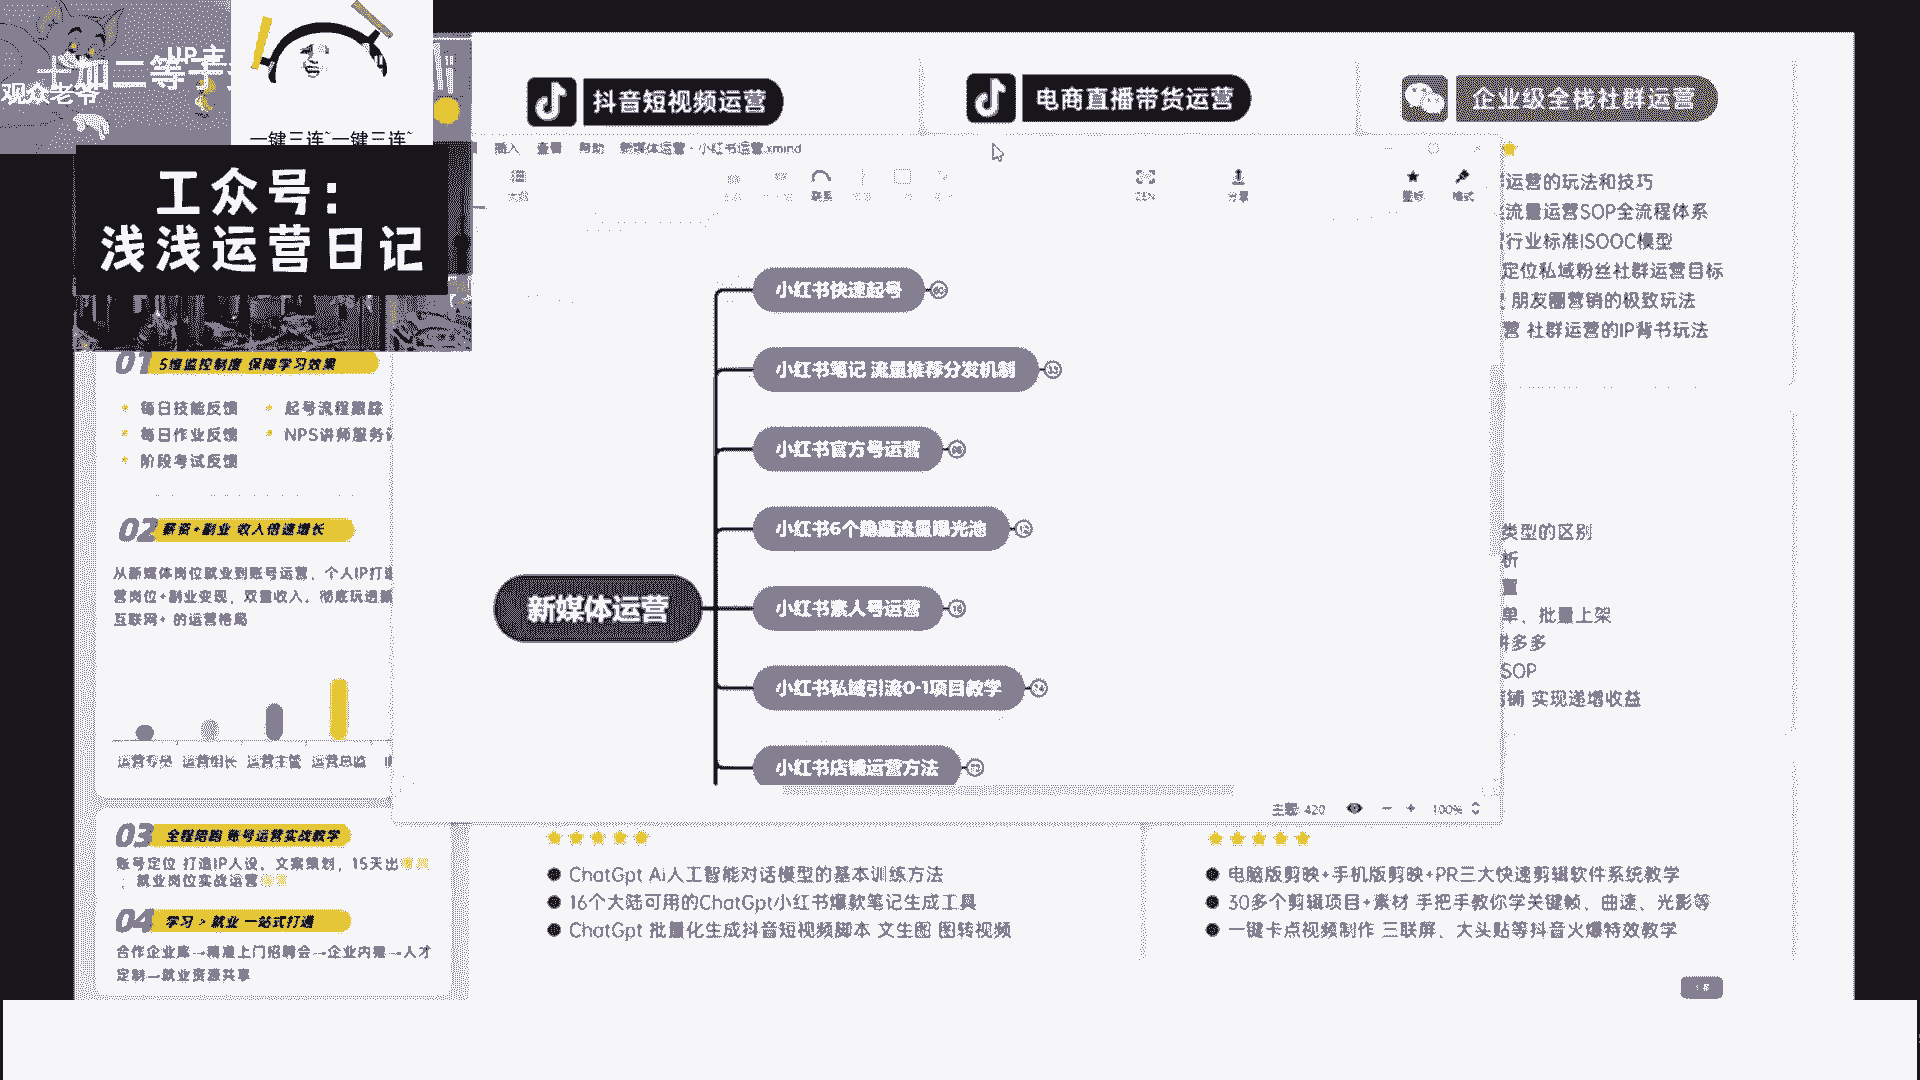 UP主
观众老爷
一键三连~一键三连~
工众号:
浅浅运营日记
抖音短视频运营
电商直播带货运营
企业级全栈社群运营
插入 查看 帮助 新媒体运营 - 小红书运营.xmind
大纲 联系 ZEN 分享 图标 格式
运营的玩法和技巧
流量运营SOP全流程体系
行业标准ISOOC模型
定位私域粉丝社群运营目标
朋友圈营销的极致玩法
营 社群运营的IP背书玩法
新媒体运营
小红书快速起号
小红书笔记 流量推荐分发机制
小红书官方号运营
小红书6个隐藏流量曝光池
小红书素人号运营
小红书私域引流0-1项目教学
小红书店铺运营方法
主题: 420
100%
01 5维监控制度 保障学习效果
每日技能反馈 起号流程跟踪
每日作业反馈 NPS讲师服务
阶段考试反馈
02 薪资+副业 收入倍速增长
从新媒体岗位就业到账号运营、个人IP打造
营岗位+副业变现，双量收入。彻底玩透新
互联网+ 的运营格局
运营专员 运营组长 运营主管 运营总监
类型的区别
析
置
单、批量上架
拼多多
SOP
铺 实现递增收益
03 全程陪跑 账号运营实战教学
账号定位 打造IP人设、文案策划，15天出
就业岗位实战运营
04 学习 > 就业 一站式打通
合作企业库→精准上门招聘会→企业内推→人才
定制→就业资源共享
ChatGpt Ai人工智能对话模型的基本训练方法
16个大陆可用的ChatGpt小红书爆款笔记生成工具
ChatGpt 批量化生成抖音短视频脚本 文生图 图转视频
电脑版剪映+手机版剪映+PR三大快速剪辑软件系统教学
30多个剪辑项目+素材 手把手教你学关键帧、曲速、光影等
一键卡点视频制作 三联屏、大头贴等抖音火爆特效教学